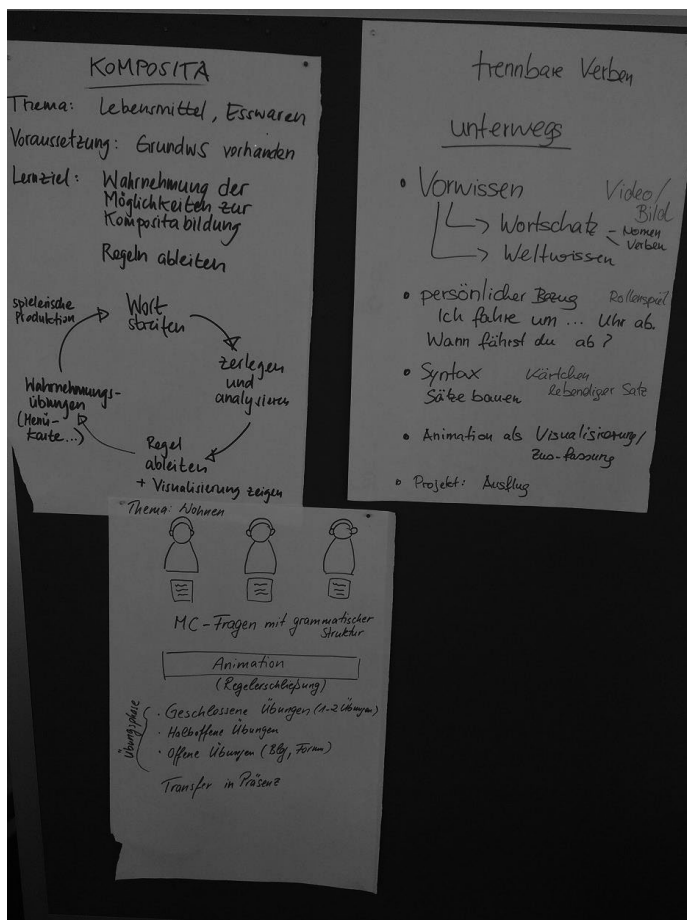 KOMPOSITA
Thema: Lebensmittel, Esswaren
Voraussetzung: Grundws vorhanden
Lernziel: Wahrnehmung der
Möglichkeiten zur
Kompositabildung
Regeln ableiten
Wort
streifen
zerlegen
und
analysieren
Regel
ableiten
+ Visualisierung zeigen
Wahrnehmungs-
übungen
(Menü-
karte...)
spielerische
Produktion
trennbare Verben
unterwegs
• Vorwissen
Video/
Bild
Wortschatz – Nomen
Verben
Weltwissen
• persönlicher Bezug Rollenspiel
Ich fahre um ... Uhr ab.
Wann fährst du ab?
• Syntax Kärtchen
Sätze bauen lebendiger Satz
• Animation als Visualisierung/
Zus-fassung
• Projekt: Ausflug
Thema: Wohnen
MC-Fragen mit grammatischer
Struktur
Animation
(Regelerschließung)
Übungsphase
· Geschlossene Übungen (1-2 Übungen)
· Halboffene Übungen
· Offene Übungen (Blog, Forum)
Transfer in Präsenz